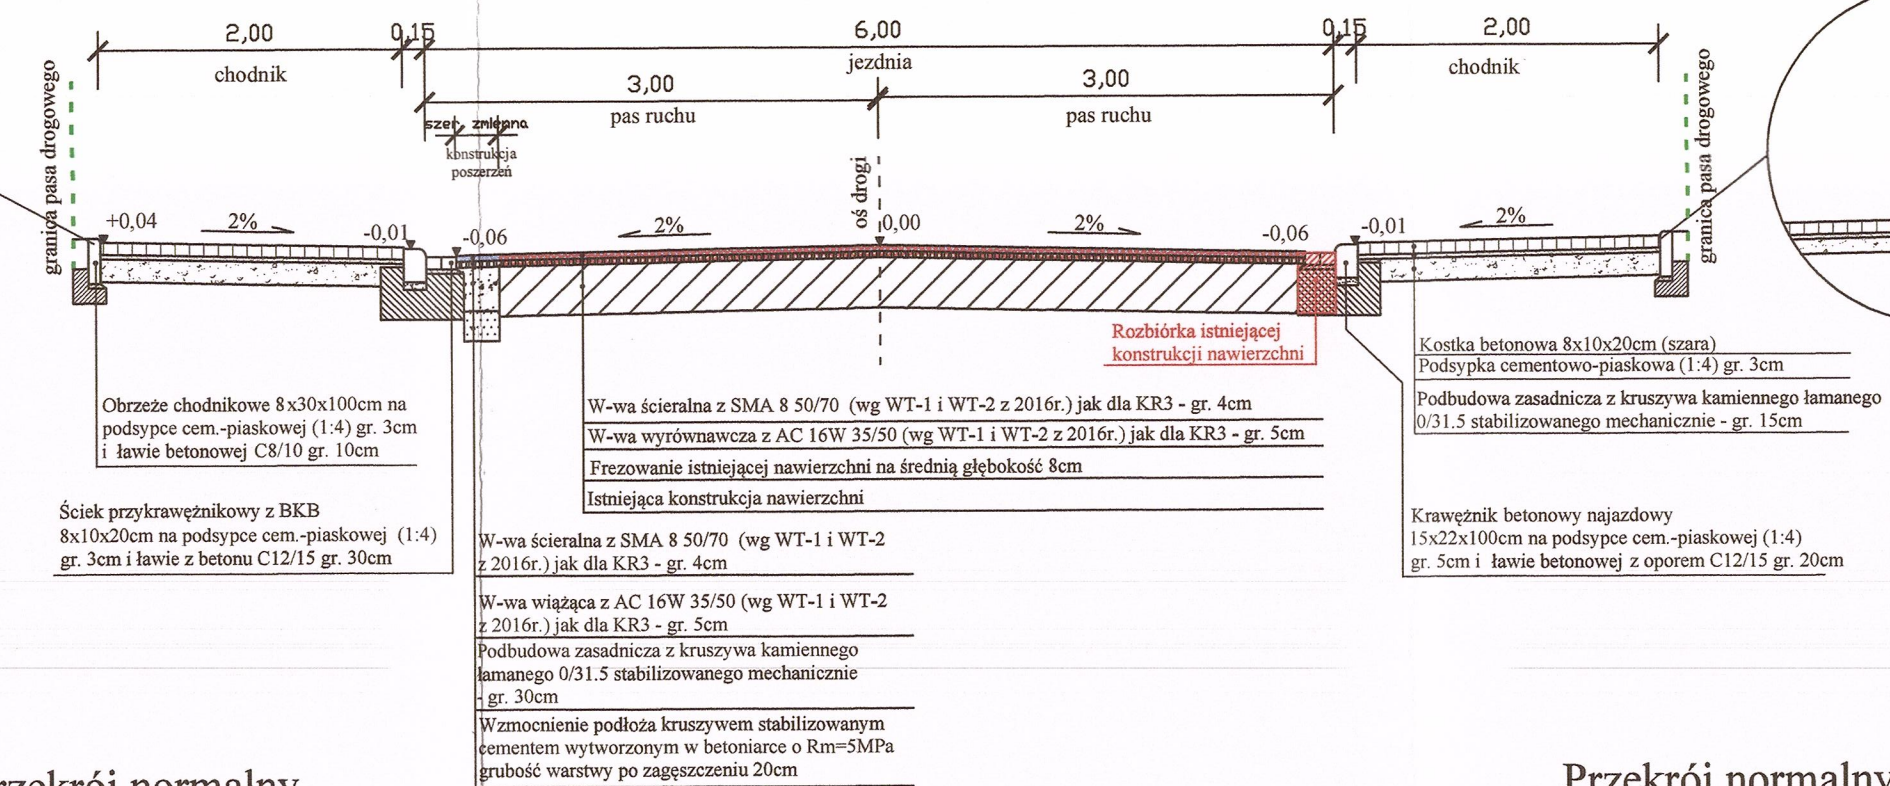 2,00
0,15
6,00
0,15
2,00
chodnik
jezdnia
chodnik
3,00
3,00
pas ruchu
pas ruchu
szer. zmienna
konstrukcja
poszerzeń
granica pasa drogowego
oś drogi
granica pasa drogowego
+0,04
2%
-0,01
-0,06
2%
0,00
2%
-0,06
-0,01
2%
Rozbiórka istniejącej
konstrukcji nawierzchni
Kostka betonowa 8x10x20cm (szara)
Podsypka cementowo-piaskowa (1:4) gr. 3cm
Podbudowa zasadnicza z kruszywa kamiennego łamanego
0/31.5 stabilizowanego mechanicznie - gr. 15cm
Obrzeże chodnikowe 8x30x100cm na
podsypce cem.-piaskowej (1:4) gr. 3cm
i ławie betonowej C8/10 gr. 10cm
W-wa ścieralna z SMA 8 50/70 (wg WT-1 i WT-2 z 2016r.) jak dla KR3 - gr. 4cm
W-wa wyrównawcza z AC 16W 35/50 (wg WT-1 i WT-2 z 2016r.) jak dla KR3 - gr. 5cm
Frezowanie istniejącej nawierzchni na średnią głębokość 8cm
Istniejąca konstrukcja nawierzchni
Ściek przykrawężnikowy z BKB
8x10x20cm na podsypce cem.-piaskowej (1:4)
gr. 3cm i ławie z betonu C12/15 gr. 30cm
Krawężnik betonowy najazdowy
15x22x100cm na podsypce cem.-piaskowej (1:4)
gr. 5cm i ławie betonowej z oporem C12/15 gr. 20cm
W-wa ścieralna z SMA 8 50/70 (wg WT-1 i WT-2
z 2016r.) jak dla KR3 - gr. 4cm
W-wa wiążąca z AC 16W 35/50 (wg WT-1 i WT-2
z 2016r.) jak dla KR3 - gr. 5cm
Podbudowa zasadnicza z kruszywa kamiennego
łamanego 0/31.5 stabilizowanego mechanicznie
- gr. 30cm
Wzmocnienie podłoża kruszywem stabilizowanym
cementem wytworzonym w betoniarce o Rm=5MPa
grubość warstwy po zagęszczeniu 20cm
rzekrój normalny
Przekrój normalny